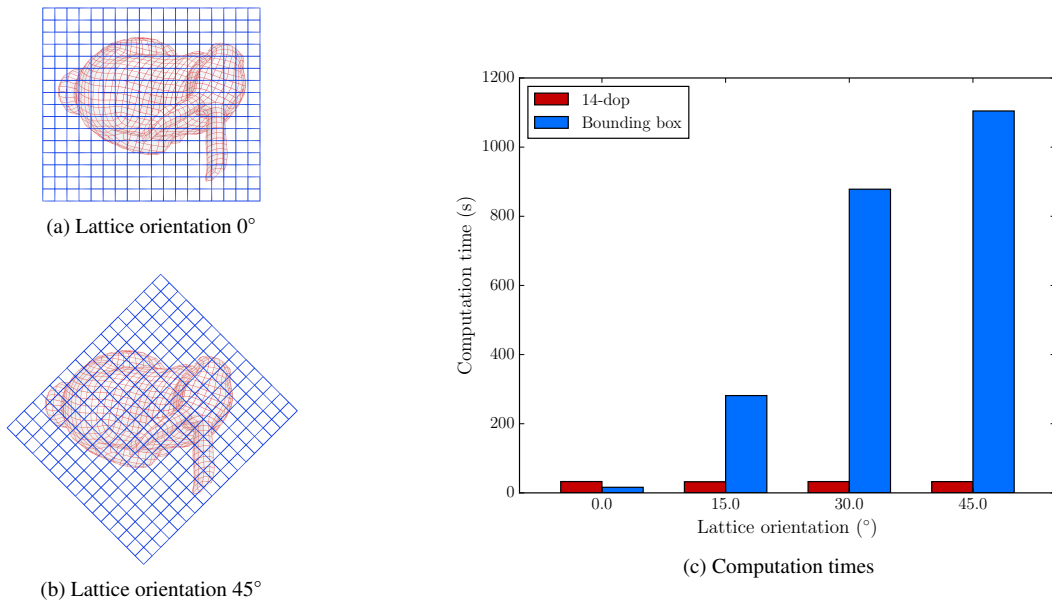 (a) Lattice orientation 0°
(b) Lattice orientation 45°
1200
1000
800
600
400
200
0
Computation time (s)
14-dop
Bounding box
0.0 15.0 30.0 45.0
Lattice orientation (°)
(c) Computation times